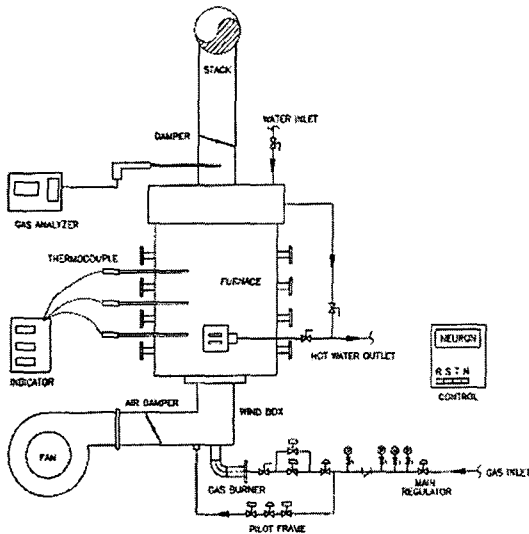 STACK
WATER INLET
DAMPER
GAS ANALYZER
THERMOCOUPLE
FURNACE
HOT WATER OUTLET
NEURON
R S T N
CONTROL
INDICATOR
AIR DAMPER
WIND BOX
FAN
GAS BURNER
GAS INLET
MAIN
REGULATOR
PILOT FRAME